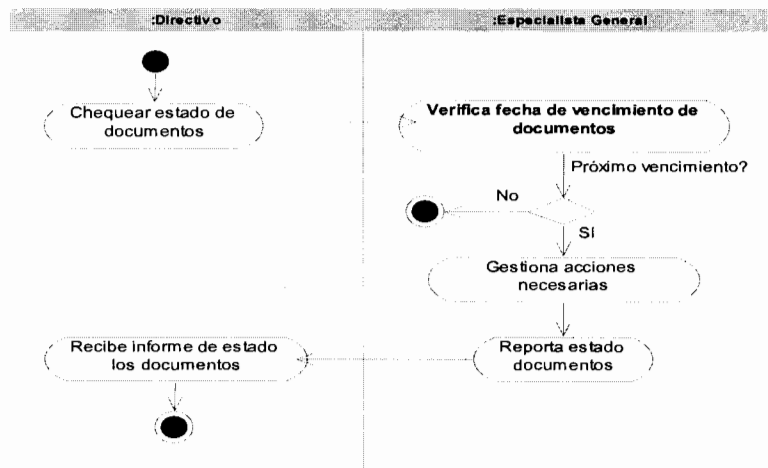 :Directivo
:Especialista General
Chequear estado de
documentos
Verifica fecha de vencimiento de
documentos
Próximo vencimiento?
No
Sí
Gestiona acciones
necesarias
Recibe informe de estado
los documentos
Reporta estado
documentos